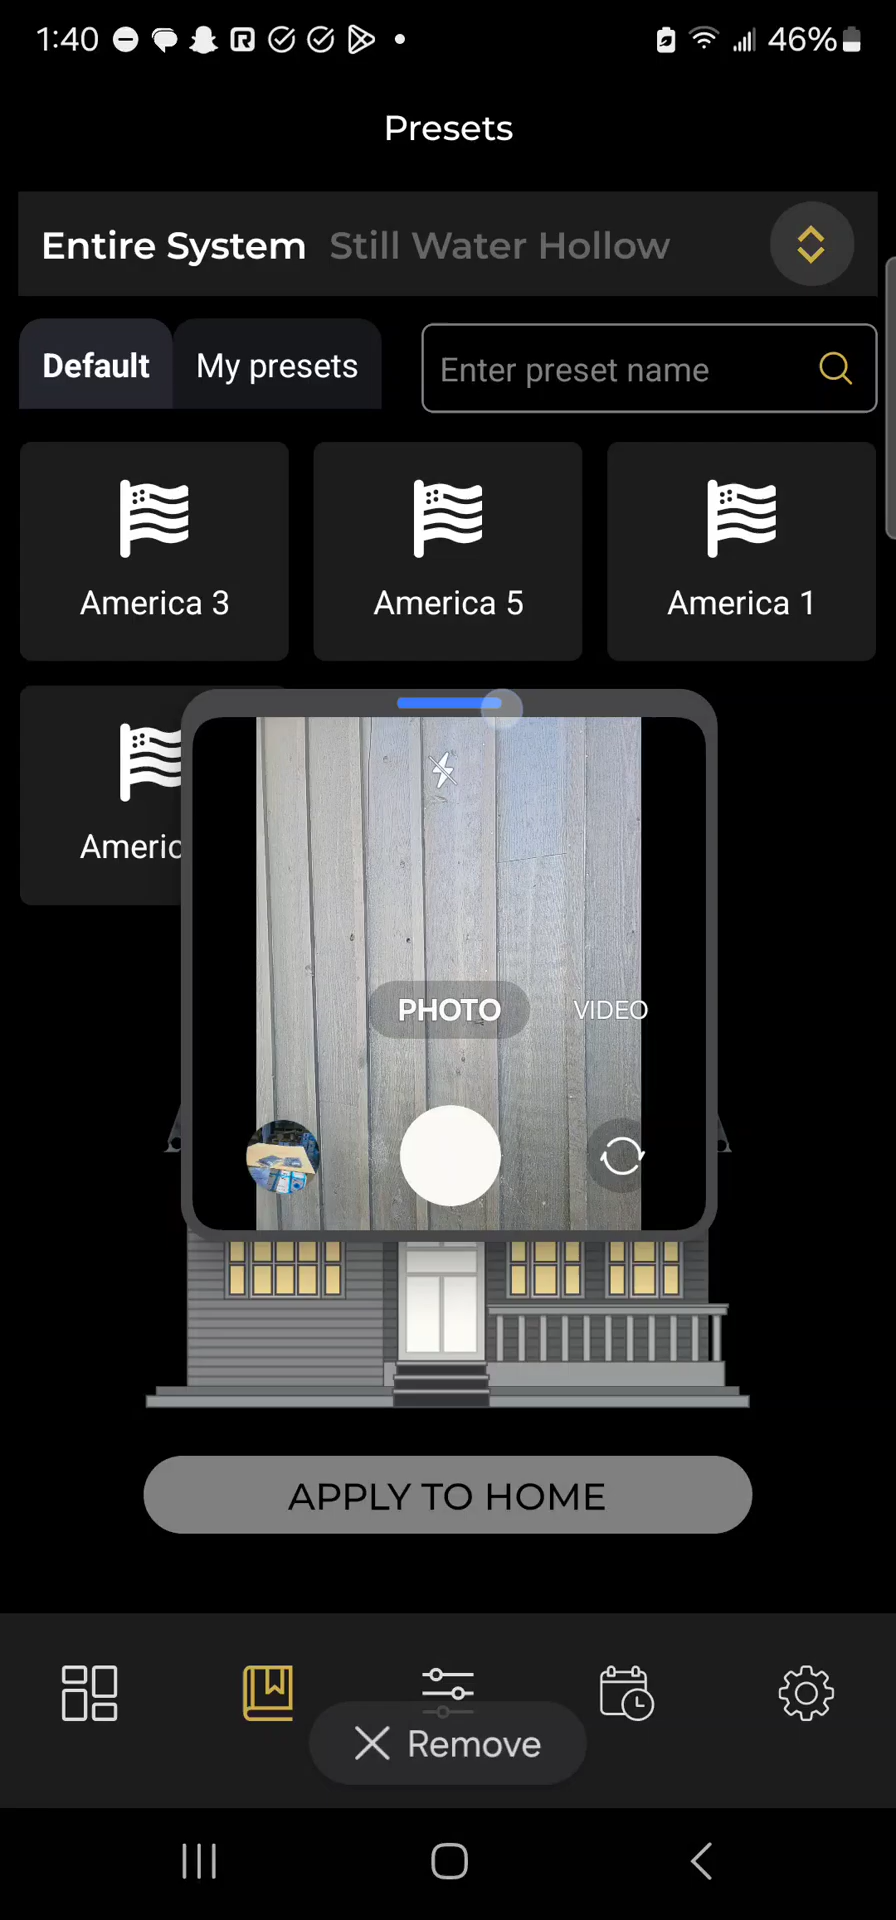 1:40
46%
Presets
Entire System Still Water Hollow
Default My presets Enter preset name
America 3 America 5 America 1
Americ
PHOTO VIDEO
APPLY TO HOME
Remove